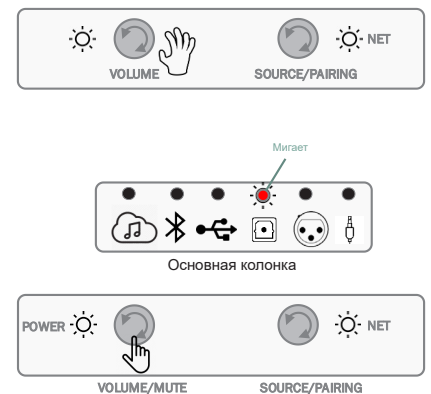 NET
VOLUME SOURCE/PAIRING
Мигает
Основная колонка
POWER NET
VOLUME/MUTE SOURCE/PAIRING